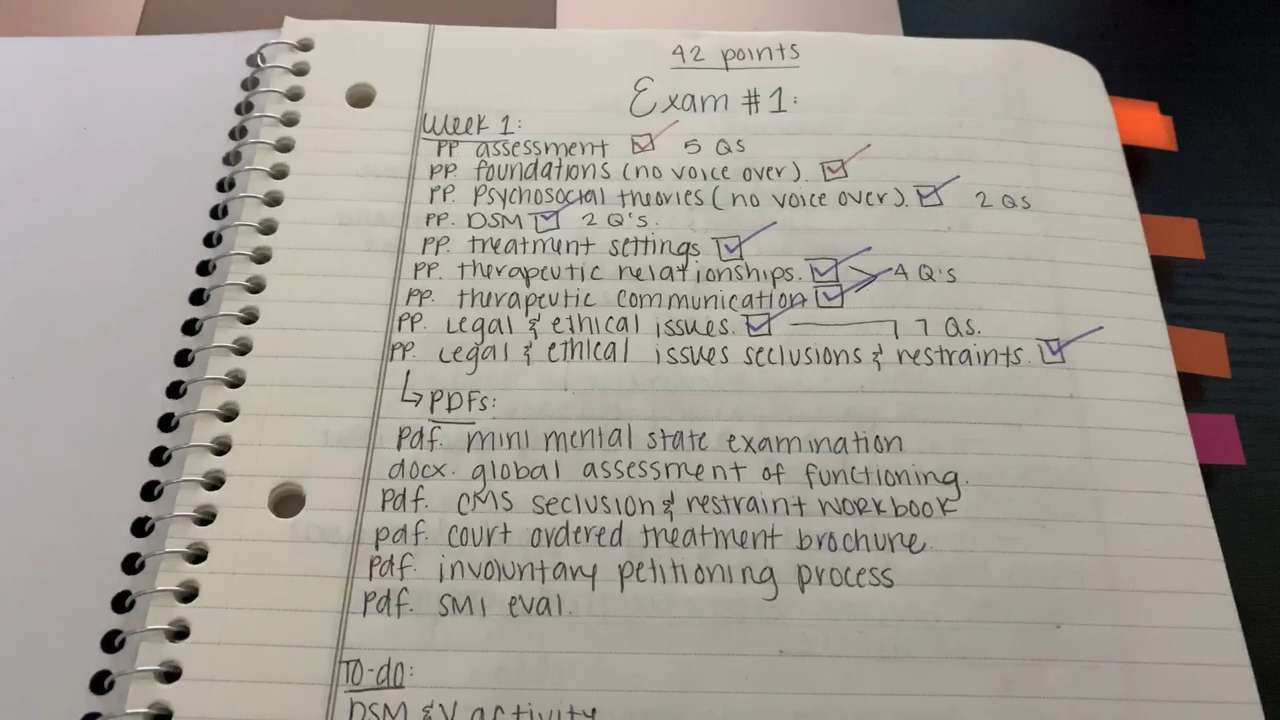 42 points
Exam #1:
Week 1:
PP assessment ☑ 5 QS
PP. foundations (no voice over). ☑
PP. Psychosocial theories (no voice over). ☑ 2 QS
PP. DSM ☑ 2 Q'S.
PP. treatment settings. ☑
PP. therapeutic relationships. ☑ 4 Q'S
PP. therapeutic communication ☑
PP. Legal & ethical issues. ☑ 7 QS.
PP. Legal & ethical issues seclusions & restraints. ☑
↳ PDFs:
pdf. mini mental state examination
docx. global assessment of functioning.
pdf. CMS seclusion & restraint workbook
pdf. court ordered treatment brochure.
pdf. involuntary petitioning process
pdf. SMI eval.
To-do:
DSM &V activity